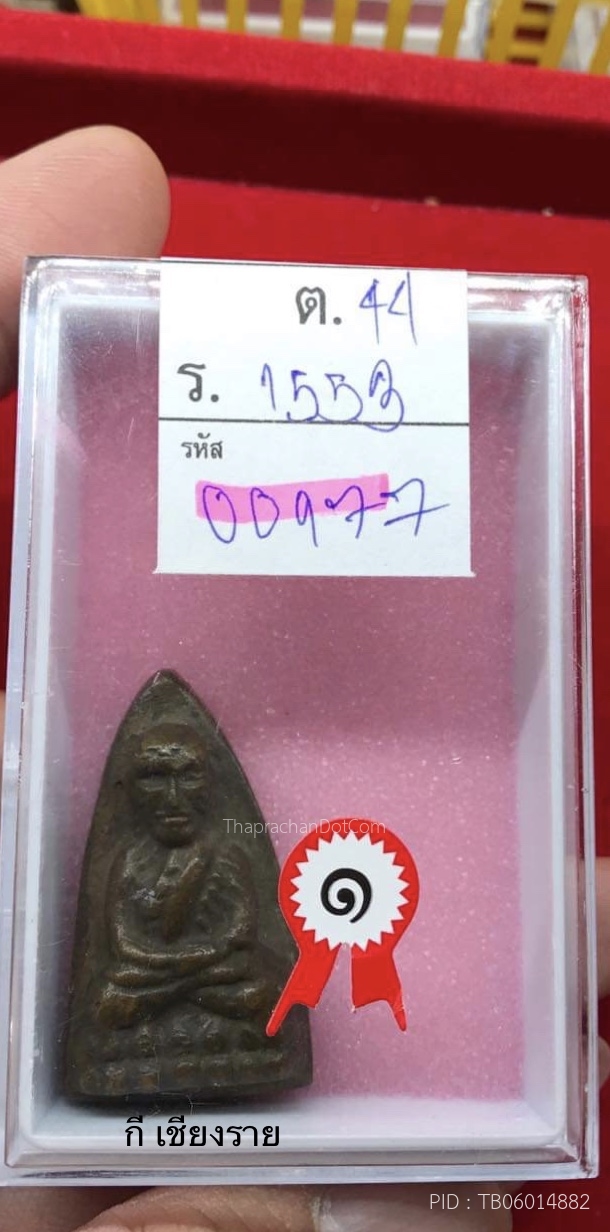 ต. 44
ร. 1553
รหัส
00977
ThaprachanDotCom
๑
กี เชียงราย
PID : TB06014882